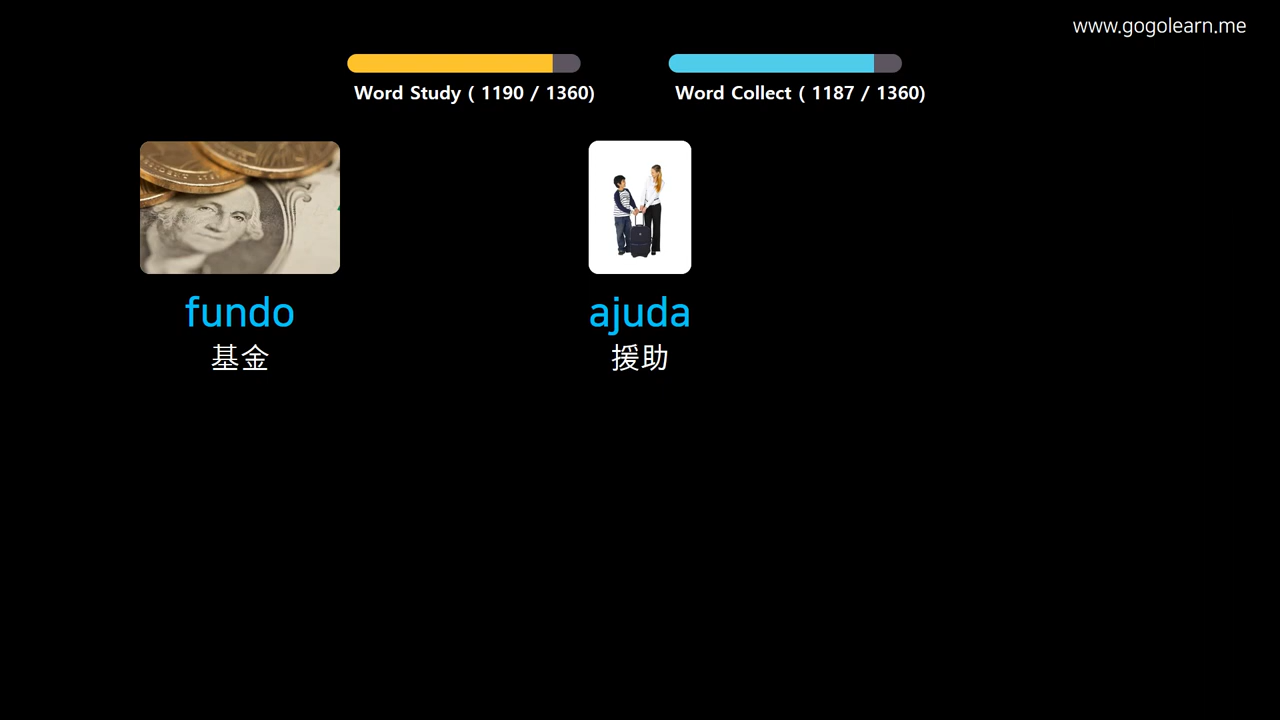 www.gogolearn.me
Word Study ( 1190 / 1360)
Word Collect ( 1187 / 1360)
fundo
基金
ajuda
援助